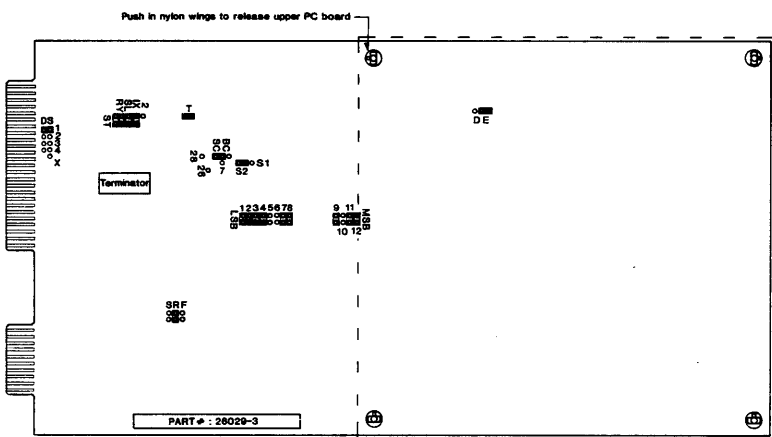 Push in nylon wings to release upper PC board
DS
1
2
3
4
X
RY
ST
2
T
D E
Terminator
28
26
SC
BC
7
S2
S1
LSB
1 2 3 4 5 6 7 8
9 11
10 12
MSB
SRF
PART # : 26029-3